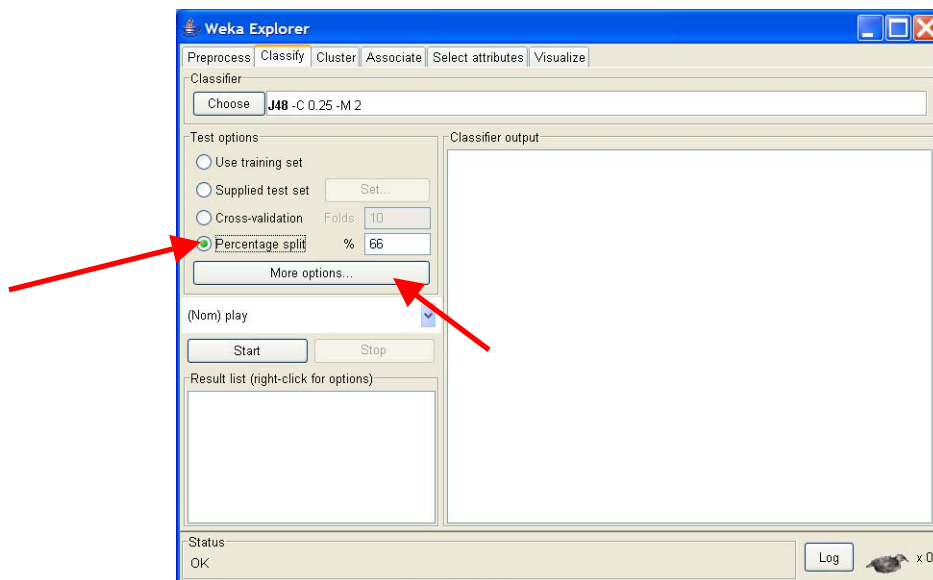 Weka Explorer
Preprocess Classify Cluster Associate Select attributes Visualize
Classifier
Choose J48 -C 0.25 -M 2
Test options
Use training set
Supplied test set Set...
Cross-validation Folds 10
Percentage split % 66
More options...
(Nom) play
Start Stop
Result list (right-click for options)
Classifier output
Status
OK
Log x 0